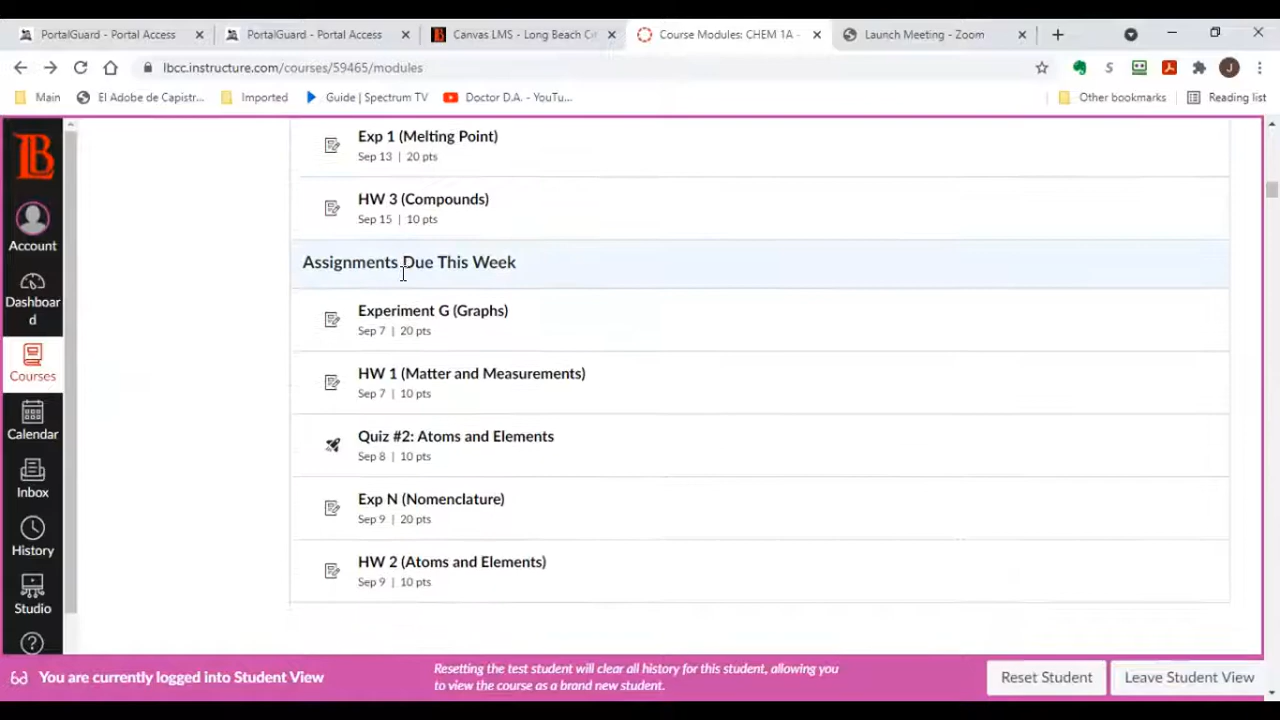 PortalGuard - Portal Access
PortalGuard - Portal Access
Canvas LMS - Long Beach Ci
Course Modules: CHEM 1A -
Launch Meeting - Zoom
lbcc.instructure.com/courses/59465/modules
Main
El Adobe de Capistr...
Imported
Guide | Spectrum TV
Doctor D.A. - YouTu...
Other bookmarks
Reading list
LB
Account
Dashboar
d
Courses
Calendar
Inbox
History
Studio
Exp 1 (Melting Point)
Sep 13 | 20 pts
HW 3 (Compounds)
Sep 15 | 10 pts
Assignments Due This Week
Experiment G (Graphs)
Sep 7 | 20 pts
HW 1 (Matter and Measurements)
Sep 7 | 10 pts
Quiz #2: Atoms and Elements
Sep 8 | 10 pts
Exp N (Nomenclature)
Sep 9 | 20 pts
HW 2 (Atoms and Elements)
Sep 9 | 10 pts
You are currently logged into Student View
Resetting the test student will clear all history for this student, allowing you
to view the course as a brand new student.
Reset Student
Leave Student View